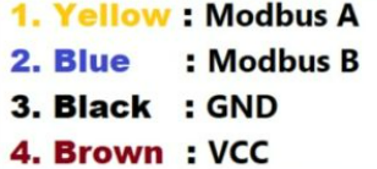 1. Yellow : Modbus A
2. Blue : Modbus B
3. Black : GND
4. Brown : VCC